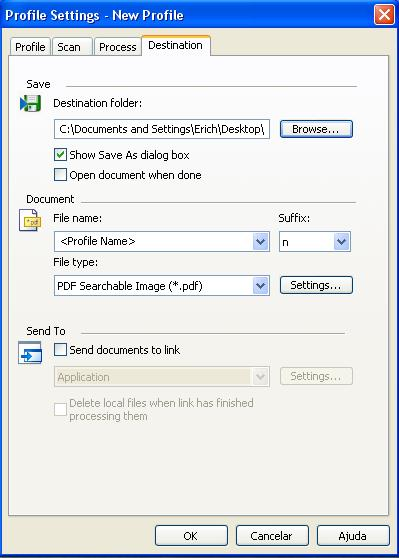 Profile Settings - New Profile
Profile Scan Process Destination
Save
Destination folder:
C:\Documents and Settings\Erich\Desktop\ Browse...
Show Save As dialog box
Open document when done
Document
File name: Suffix:
<Profile Name> n
File type:
PDF Searchable Image (*.pdf) Settings...
Send To
Send documents to link
Application Settings...
Delete local files when link has finished
processing them
OK Cancelar Ajuda